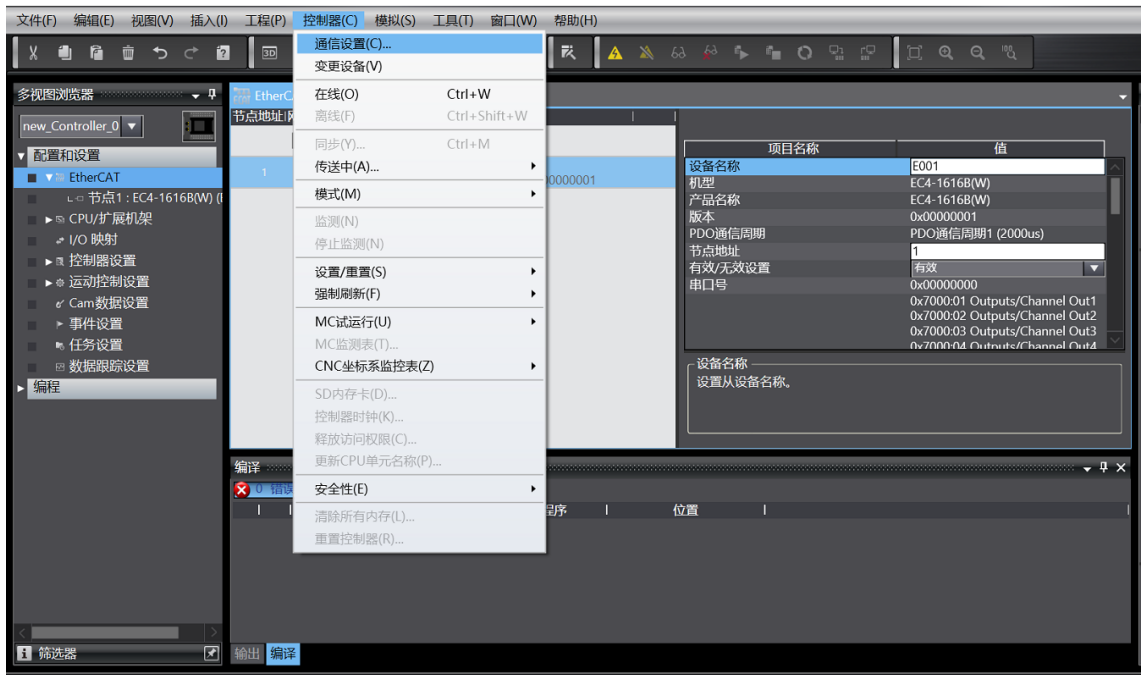 文件(F) 编辑(E) 视图(V) 插入(I) 工程(P) 控制器(C) 模拟(S) 工具(T) 窗口(W) 帮助(H)
3D
通信设置(C)...
变更设备(V)
在线(O) Ctrl+W
离线(F) Ctrl+Shift+W
同步(Y)... Ctrl+M
传送中(A)...
模式(M)
监测(N)
停止监测(N)
设置/重置(S)
强制刷新(F)
MC试运行(U)
MC监测表(T)...
CNC坐标系监控表(Z)
SD内存卡(D)...
控制器时钟(K)...
释放访问权限(C)...
更新CPU单元名称(P)...
安全性(E)
清除所有内存(L)...
重置控制器(R)...
多视图浏览器
new_Controller_0
配置和设置
EtherCAT
节点1 : EC4-1616B(W) (
CPU/扩展机架
I/O 映射
控制器设置
运动控制设置
Cam数据设置
事件设置
任务设置
数据跟踪设置
编程
筛选器
EtherC
节点地址
1
0000001
项目名称 值
设备名称 E001
机型 EC4-1616B(W)
产品名称 EC4-1616B(W)
版本 0x00000001
PDO通信周期 PDO通信周期1 (2000us)
节点地址 1
有效/无效设置 有效
串口号 0x00000000
0x7000:01 Outputs/Channel Out1
0x7000:02 Outputs/Channel Out2
0x7000:03 Outputs/Channel Out3
0x7000:04 Outputs/Channel Out4
设备名称
设置从设备名称。
编译
0 错误
程序 位置
输出 编译